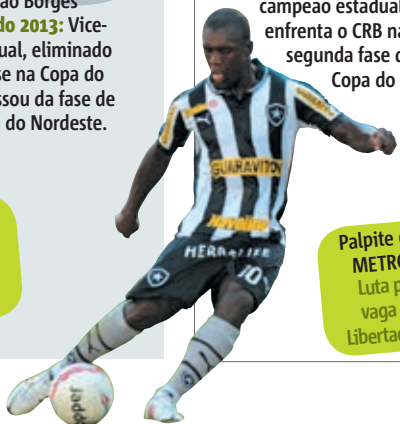 ão Borges
do 2013: Vice-
ual, eliminado
se na Copa do
ssou da fase de
do Nordeste.
campeão estadual
enfrenta o CRB na
segunda fase d
Copa do
GUARAVITON
HERBALIFE
10
Palpite
METRO
Luta p
vaga
Libertad